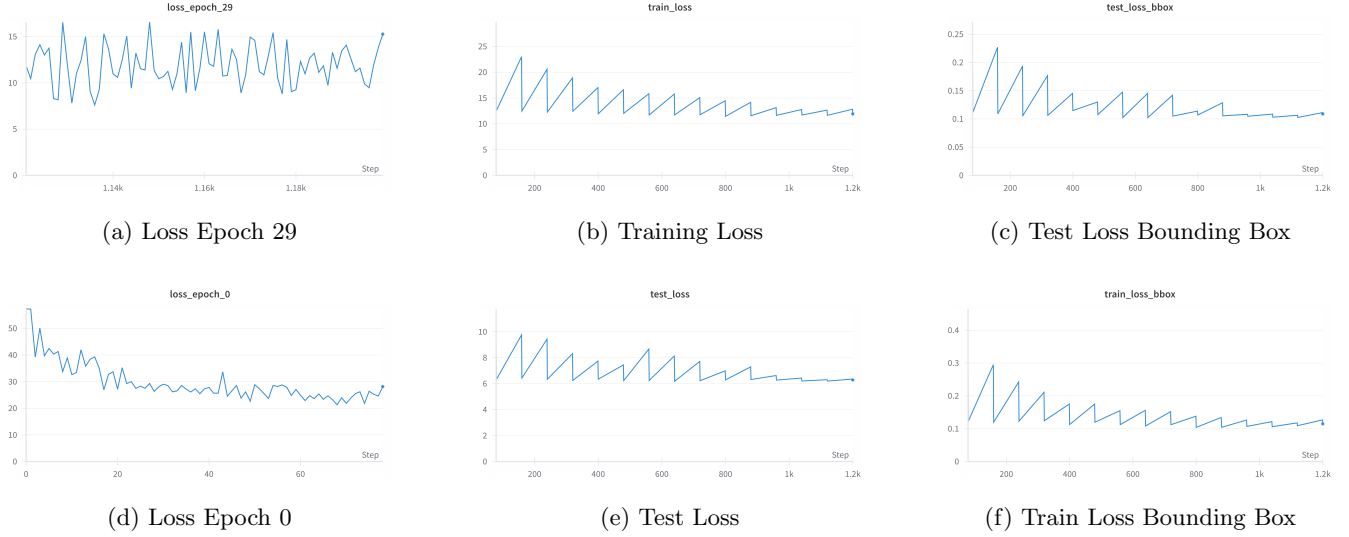 loss_epoch_29
15
10
5
0
Step
1.14k 1.16k 1.18k
(a) Loss Epoch 29
train_loss
25
20
15
10
5
0
Step
200 400 600 800 1k 1.2k
(b) Training Loss
test_loss_bbox
0.25
0.2
0.15
0.1
0.05
0
Step
200 400 600 800 1k 1.2k
(c) Test Loss Bounding Box
loss_epoch_0
50
40
30
20
10
0
Step
0 20 40 60
(d) Loss Epoch 0
test_loss
10
8
6
4
2
0
Step
200 400 600 800 1k 1.2k
(e) Test Loss
train_loss_bbox
0.4
0.3
0.2
0.1
0
Step
200 400 600 800 1k 1.2k
(f) Train Loss Bounding Box